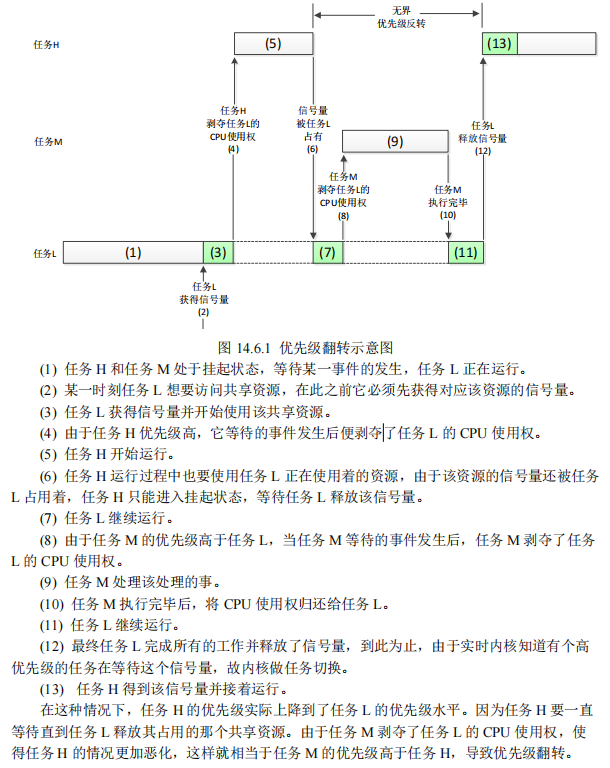 无界
优先级反转
任务H
(5)
(13)
任务H
剥夺任务L的
CPU使用权
(4)
信号量
被任务L
占有
(6)
任务L
释放信号量
(12)
任务M
(9)
任务M
剥夺任务L的
CPU使用权
(8)
任务M
执行完毕
(10)
任务L
(1)
(3)
(7)
(11)
任务L
获得信号量
(2)
图 14.6.1 优先级翻转示意图
(1) 任务 H 和任务 M 处于挂起状态，等待某一事件的发生，任务 L 正在运行。
(2) 某一时刻任务 L 想要访问共享资源，在此之前它必须先获得对应该资源的信号量。
(3) 任务 L 获得信号量并开始使用该共享资源。
(4) 由于任务 H 优先级高，它等待的事件发生后便剥夺了任务 L 的 CPU 使用权。
(5) 任务 H 开始运行。
(6) 任务 H 运行过程中也要使用任务 L 正在使用着的资源，由于该资源的信号量还被任务
L 占用着，任务 H 只能进入挂起状态，等待任务 L 释放该信号量。
(7) 任务 L 继续运行。
(8) 由于任务 M 的优先级高于任务 L，当任务 M 等待的事件发生后，任务 M 剥夺了任务
L 的 CPU 使用权。
(9) 任务 M 处理该处理的事。
(10) 任务 M 执行完毕后，将 CPU 使用权归还给任务 L。
(11) 任务 L 继续运行。
(12) 最终任务 L 完成所有的工作并释放了信号量，到此为止，由于实时内核知道有个高
优先级的任务在等待这个信号量，故内核做任务切换。
(13) 任务 H 得到该信号量并接着运行。
在这种情况下，任务 H 的优先级实际上降到了任务 L 的优先级水平。因为任务 H 要一直
等待直到任务 L 释放其占用的那个共享资源。由于任务 M 剥夺了任务 L 的 CPU 使用权，使
得任务 H 的情况更加恶化，这样就相当于任务 M 的优先级高于任务 H，导致优先级翻转。